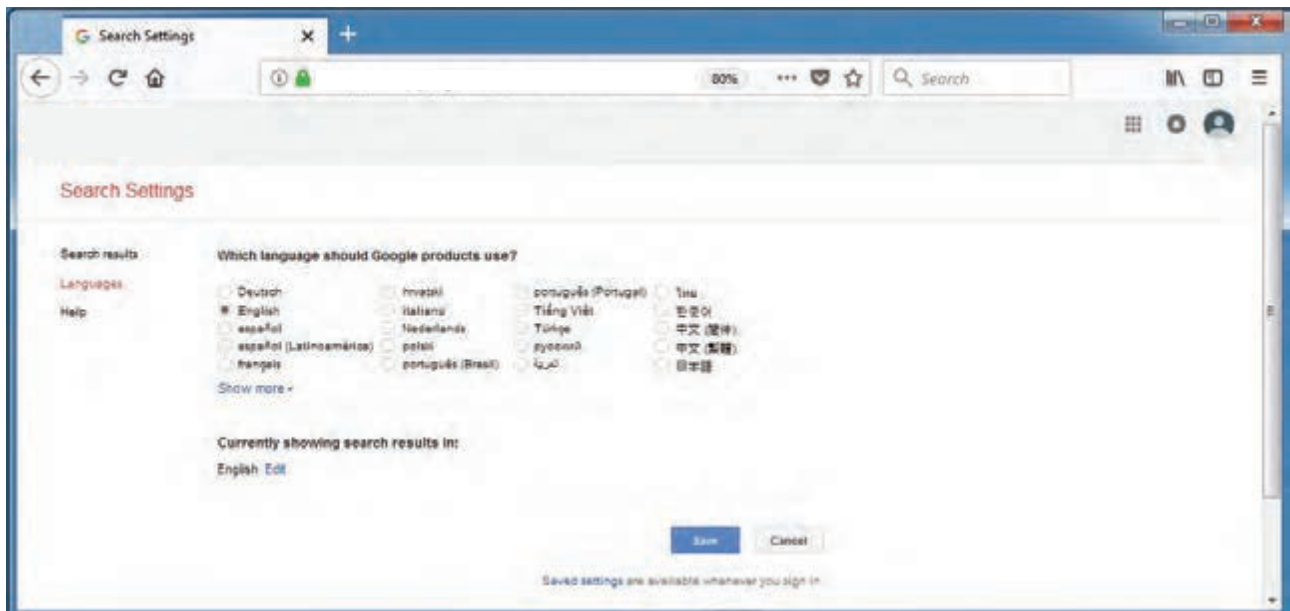 Search Settings
80%
Search
Search Settings
Search results
Languages
Help
Which language should Google products use?
Deutsch hrvatski português (Portugal) ไทย
English italiano Tiếng Việt 한국어
español Nederlands Türkçe 中文 (简体)
español (Latinoamérica) polski русский 中文 (繁體)
français português (Brasil) العربية 日本語
Show more
Currently showing search results in:
English Edit
Save Cancel
Saved settings are available whenever you sign in